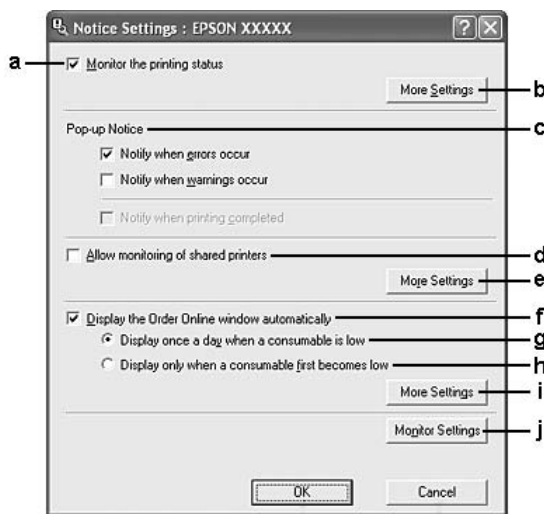 Notice Settings : EPSON XXXXX
a
Monitor the printing status
More Settings
b
Pop-up Notice
c
Notify when errors occur
Notify when warnings occur
Notify when printing completed
Allow monitoring of shared printers
d
More Settings
e
Display the Order Online window automatically
f
Display once a day when a consumable is low
g
Display only when a consumable first becomes low
h
More Settings
i
Monitor Settings
j
OK
Cancel